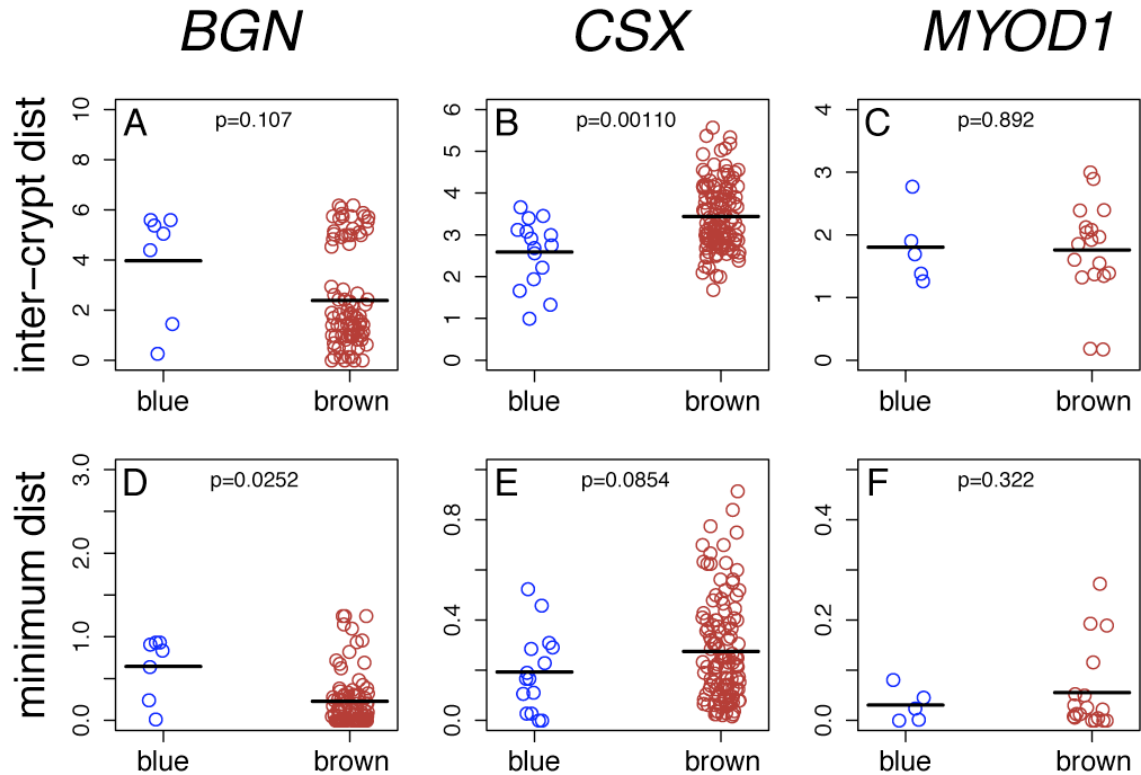 BGN CSX MYOD1
inter-crypt dist
A p=0.107
10
8
6
4
2
0
blue brown
B p=0.00110
6
5
4
3
2
1
0
blue brown
C p=0.892
4
3
2
1
0
blue brown
minimum dist
D p=0.0252
3.0
2.0
1.0
0.0
blue brown
E p=0.0854
0.8
0.4
0.0
blue brown
F p=0.322
0.4
0.2
0.0
blue brown